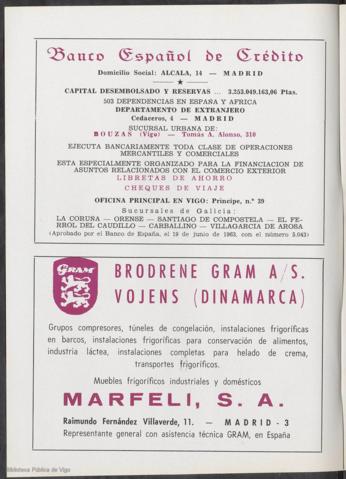 Banco Español de Crédito
Domicilio Social: ALCALA, 14 — MADRID
CAPITAL DESEMBOLSADO Y RESERVAS ... 3.253.049.163,06 Ptas.
503 DEPENDENCIAS EN ESPAÑA Y AFRICA
DEPARTAMENTO DE EXTRANJERO
Cedaceros, 4 — MADRID
SUCURSAL URBANA DE:
BOUZAS (Vigo) — Tomás A. Alonso, 310
EJECUTA BANCARIAMENTE TODA CLASE DE OPERACIONES
MERCANTILES Y COMERCIALES
ESTA ESPECIALMENTE ORGANIZADO PARA LA FINANCIACION DE
ASUNTOS RELACIONADOS CON EL COMERCIO EXTERIOR
LIBRETAS DE AHORRO
CHEQUES DE VIAJE
OFICINA PRINCIPAL EN VIGO: Príncipe, n.º 39
Sucursales de Galicia:
LA CORUNA — ORENSE — SANTIAGO DE COMPOSTELA — EL FE-
RROL DEL CAUDILLO — CARBALLINO — VILLAGARCIA DE AROSA
(Aprobado por el Banco de España, el 19 de junio de 1963, con el número 5.043)
GRAM
BRODRENE GRAM A/S.
VOJENS (DINAMARCA)
Grupos compresores, túneles de congelación, instalaciones frigoríficas
en barcos, instalaciones frigoríficas para conservación de alimentos,
industria láctea, instalaciones completas para helado de crema,
transportes frigoríficos.
Muebles frigoríficos industriales y domésticos
MARFELI, S. A.
Raimundo Fernández Villaverde, 11. — MADRID - 3
Representante general con asistencia técnica GRAM, en España
Biblioteca Pública de Vigo